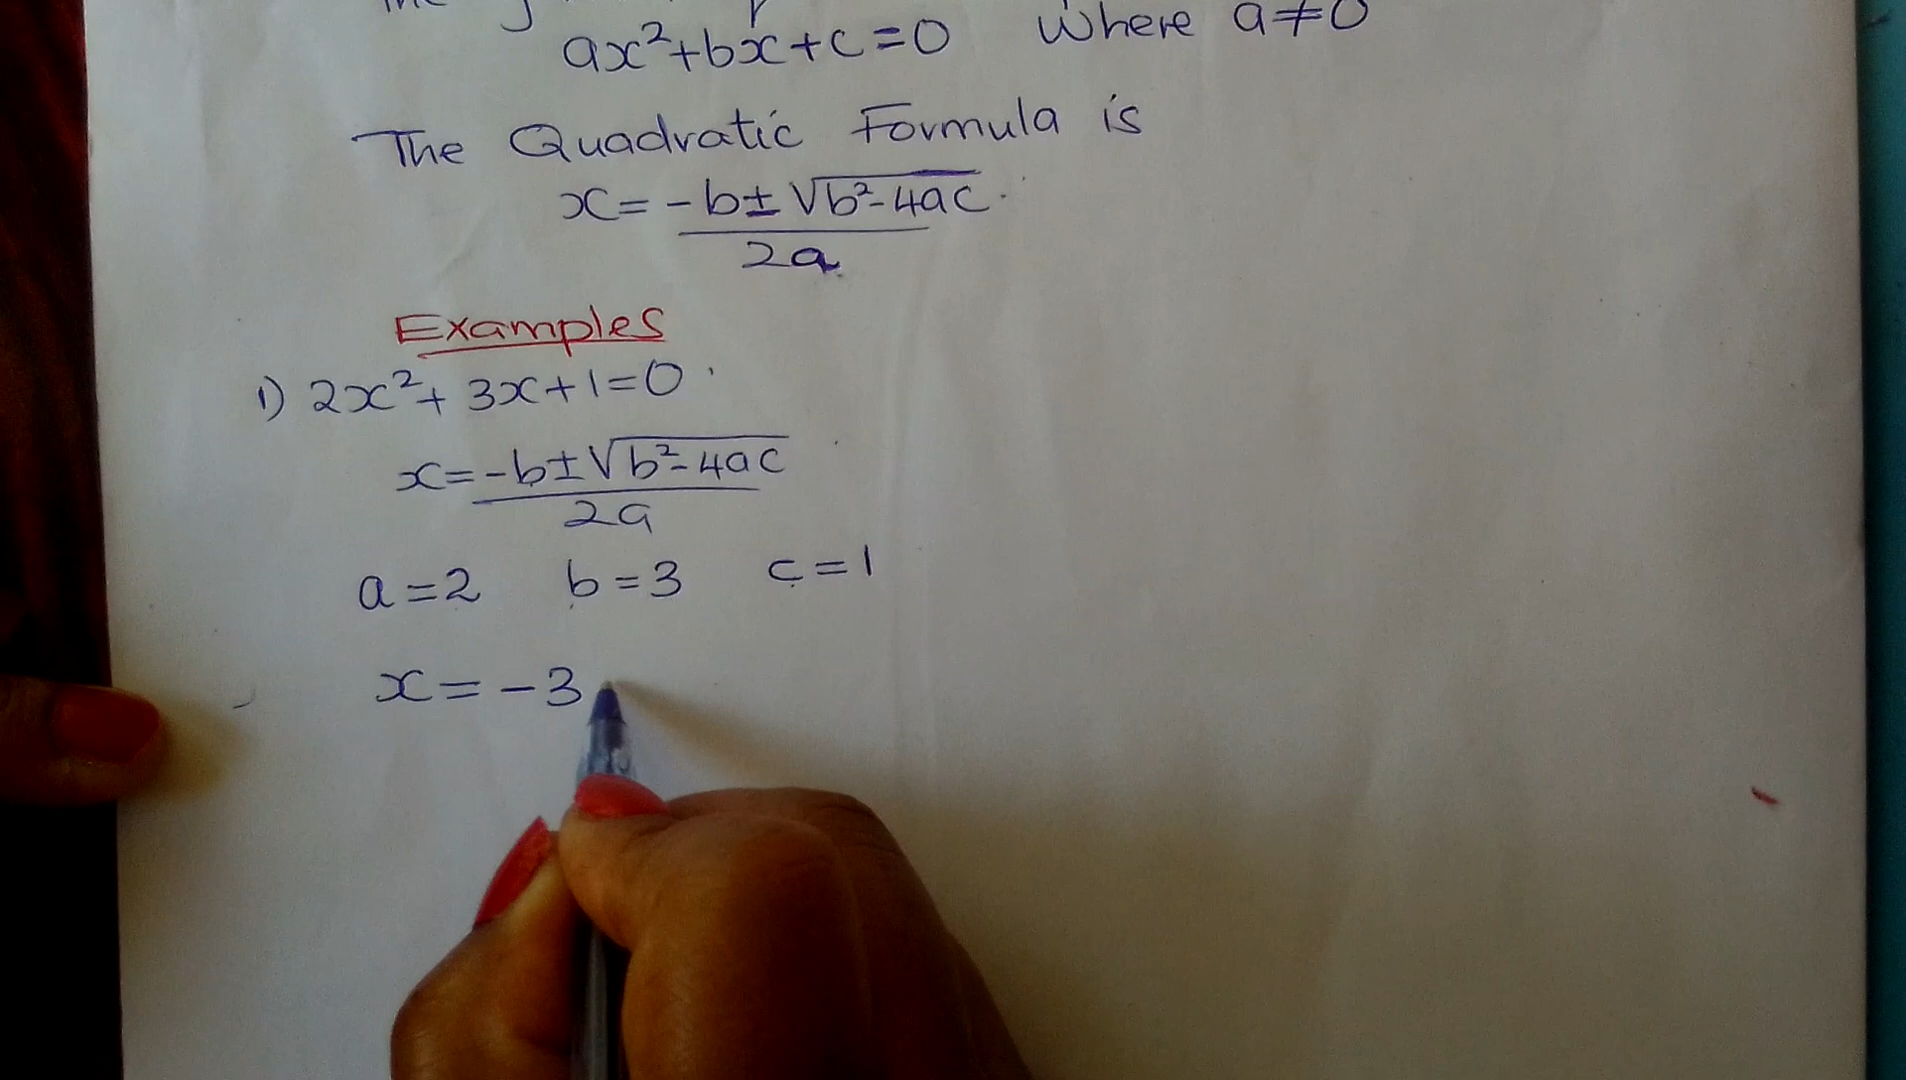 The
ax²+bx+c=0 where a≠0
The Quadratic Formula is
x=-b±√b²-4ac
2a
Examples
1) 2x²+3x+1=0
x=-b±√b²-4ac
2a
a=2 b=3 c=1
x=-3